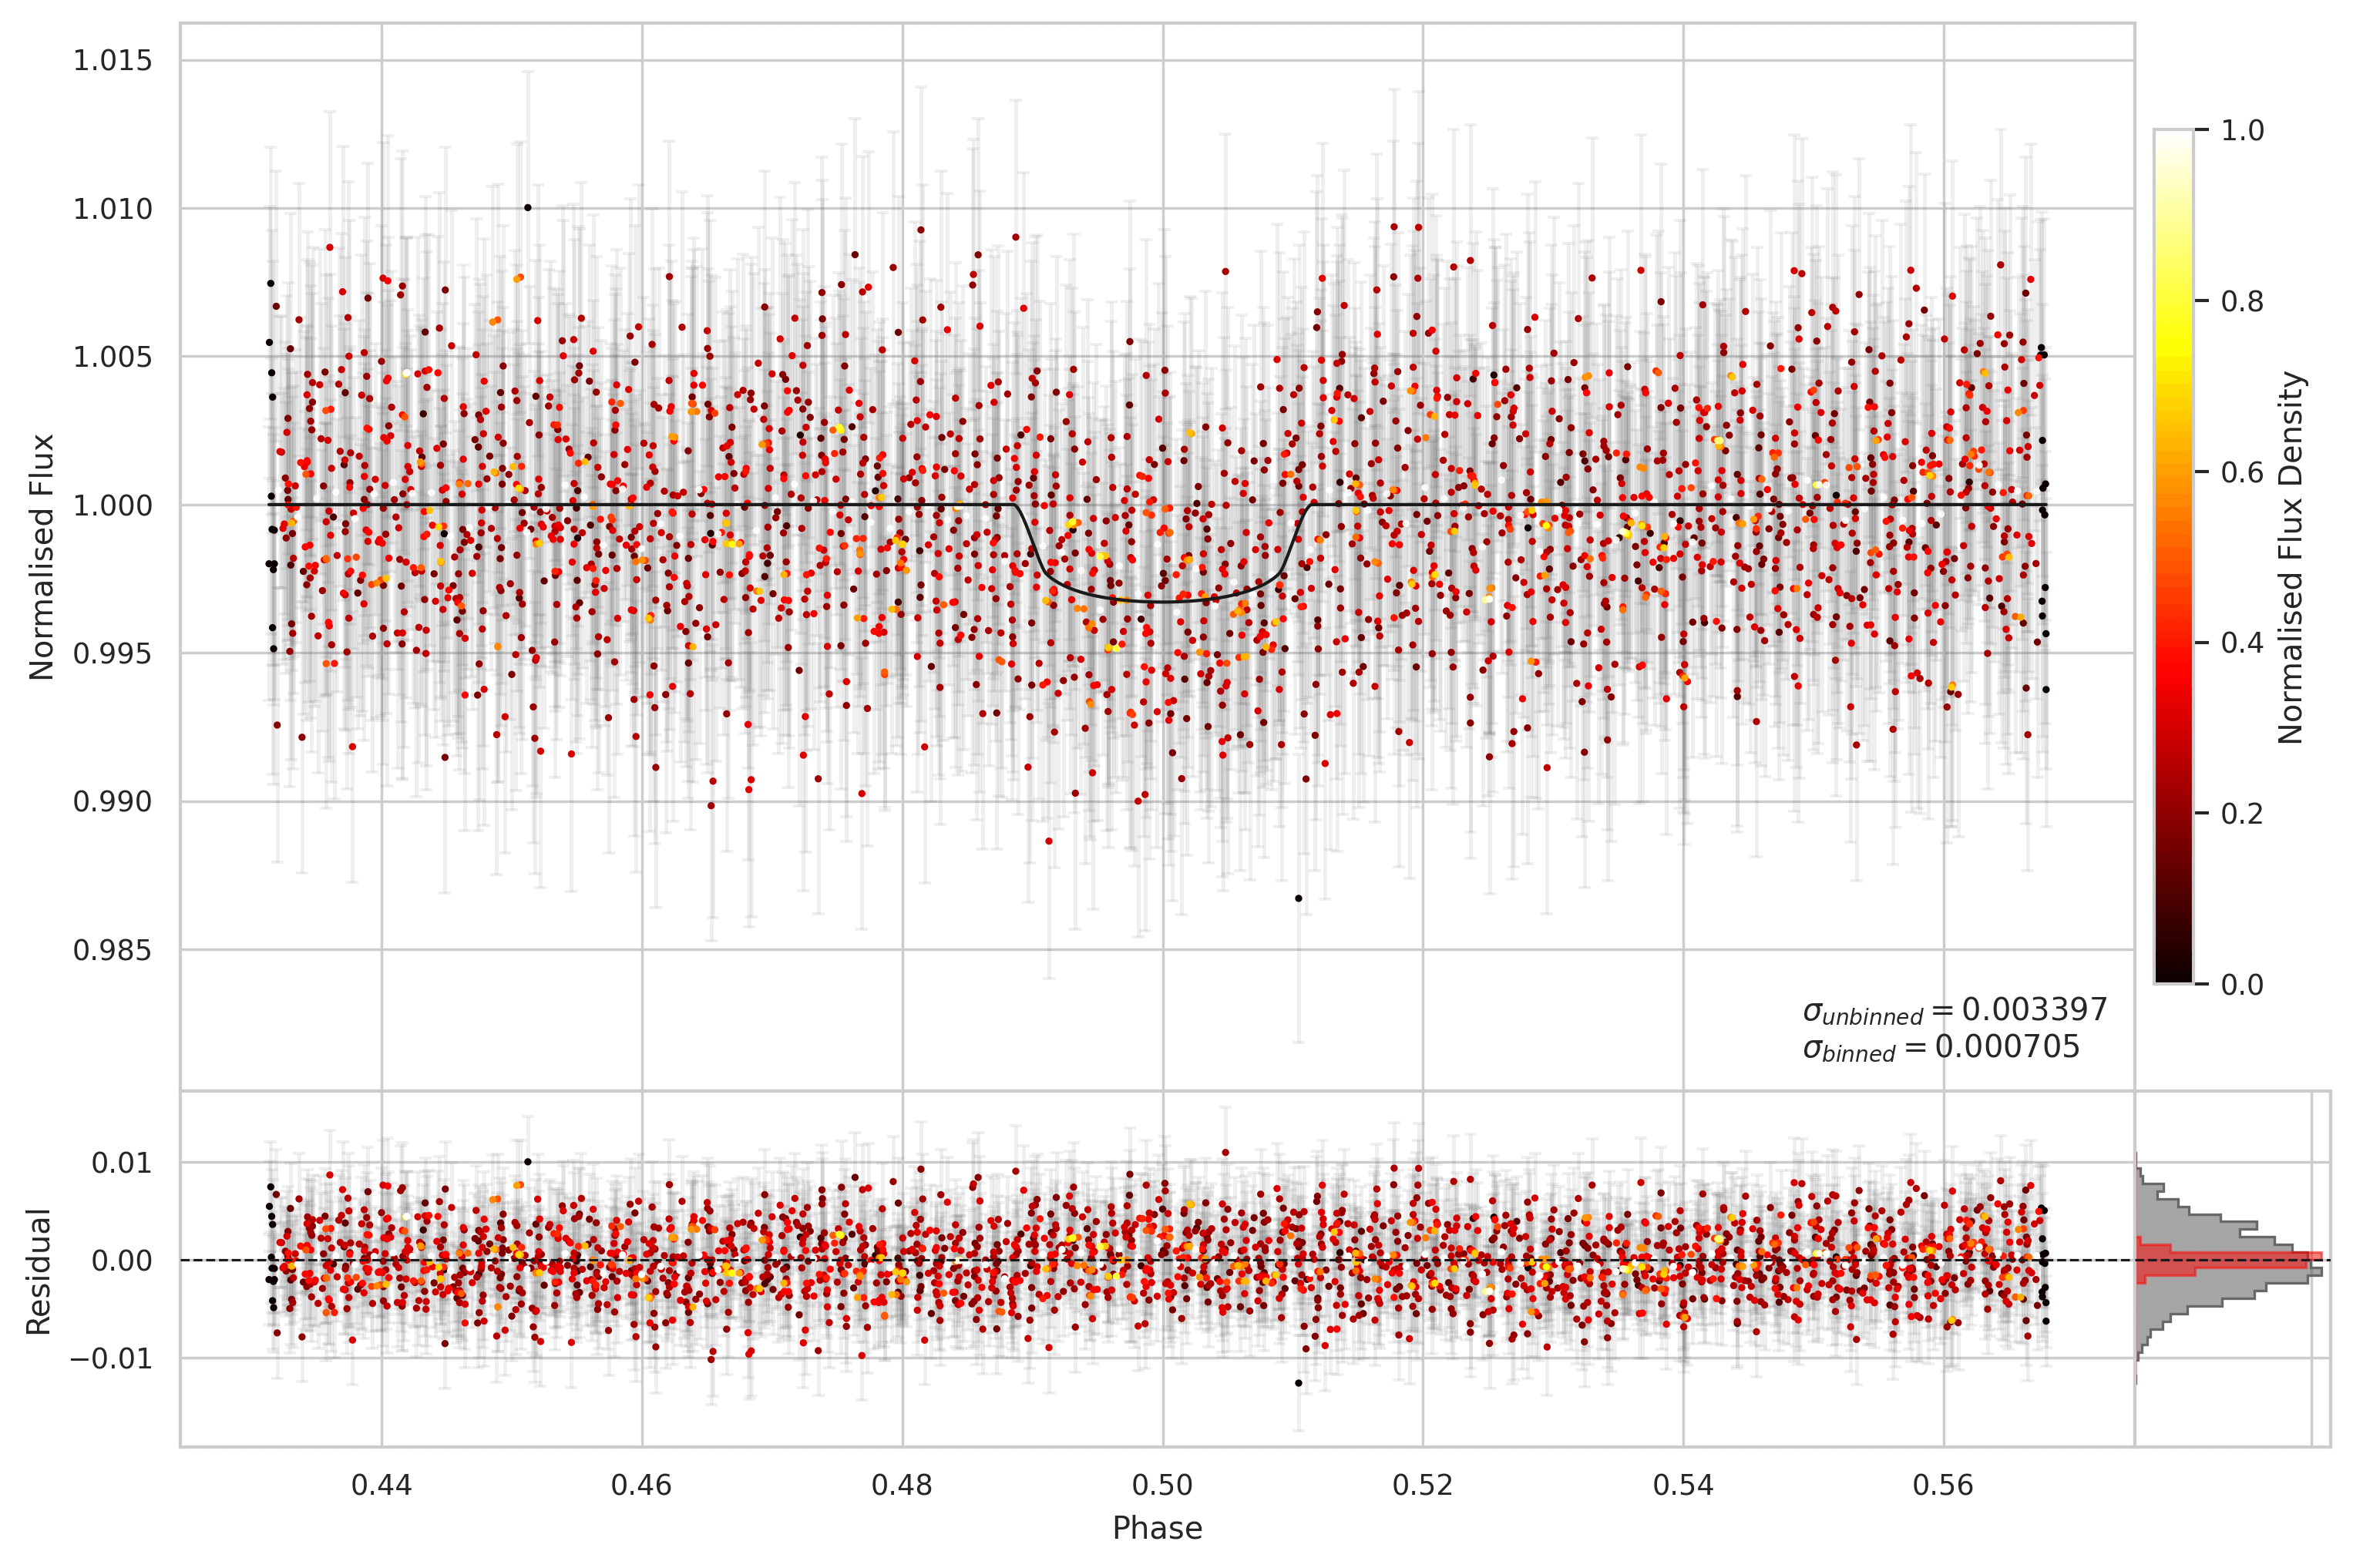 1.015
1.010
1.005
1.000
0.995
0.990
0.985
Normalised Flux
σunbinned = 0.003397
σbinned = 0.000705
1.0
0.8
0.6
0.4
0.2
0.0
Normalised Flux Density
0.01
0.00
−0.01
Residual
0.44 0.46 0.48 0.50 0.52 0.54 0.56
Phase